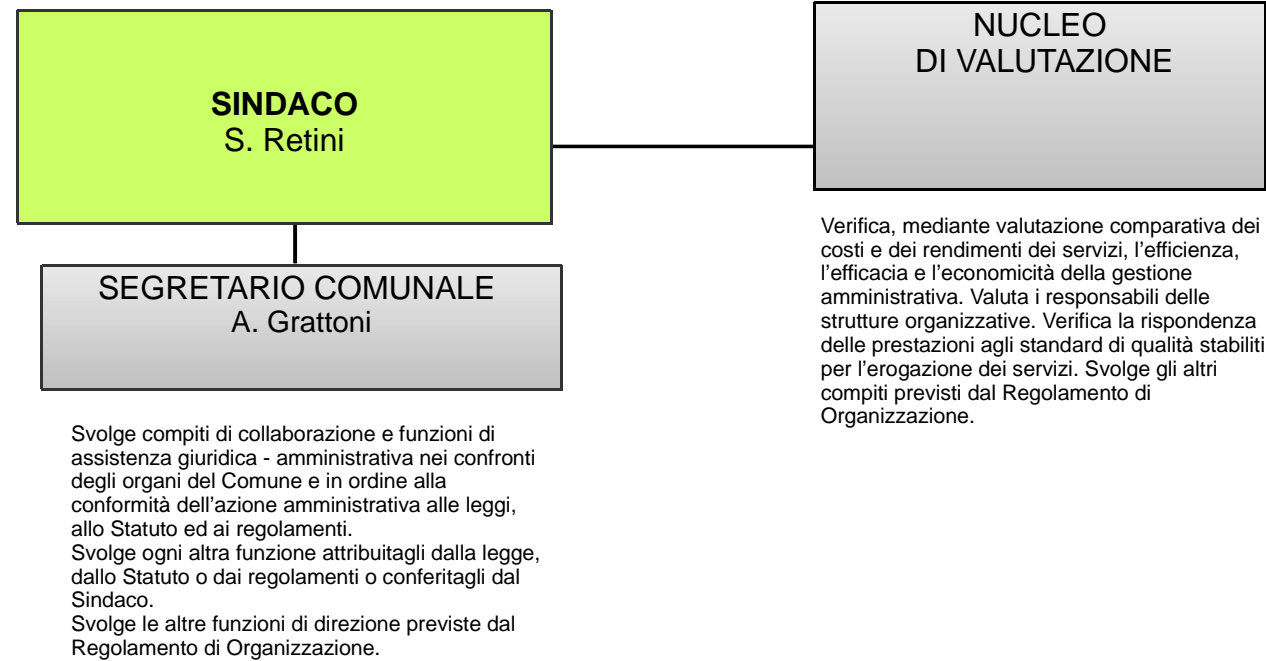 SINDACO
S. Retini
NUCLEO
DI VALUTAZIONE
Verifica, mediante valutazione comparativa dei
costi e dei rendimenti dei servizi, l’efficienza,
l’efficacia e l’economicità della gestione
amministrativa. Valuta i responsabili delle
strutture organizzative. Verifica la rispondenza
delle prestazioni agli standard di qualità stabiliti
per l’erogazione dei servizi. Svolge gli altri
compiti previsti dal Regolamento di
Organizzazione.
SEGRETARIO COMUNALE
A. Grattoni
Svolge compiti di collaborazione e funzioni di
assistenza giuridica - amministrativa nei confronti
degli organi del Comune e in ordine alla
conformità dell’azione amministrativa alle leggi,
allo Statuto ed ai regolamenti.
Svolge ogni altra funzione attribuitagli dalla legge,
dallo Statuto o dai regolamenti o conferitagli dal
Sindaco.
Svolge le altre funzioni di direzione previste dal
Regolamento di Organizzazione.